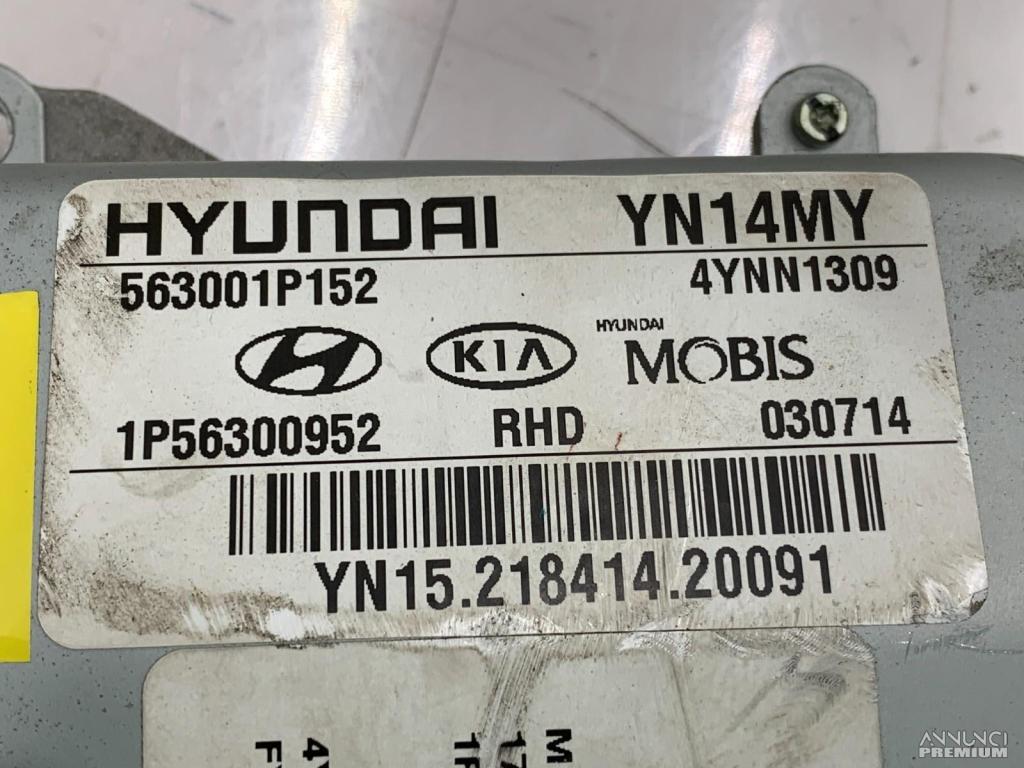 HYUNDAI YN14MY
563001P152 4YNN1309
KIA HYUNDAI MOBIS
1P56300952 RHD 030714
YN15.218414.20091
ANNUNCI
PREMIUM